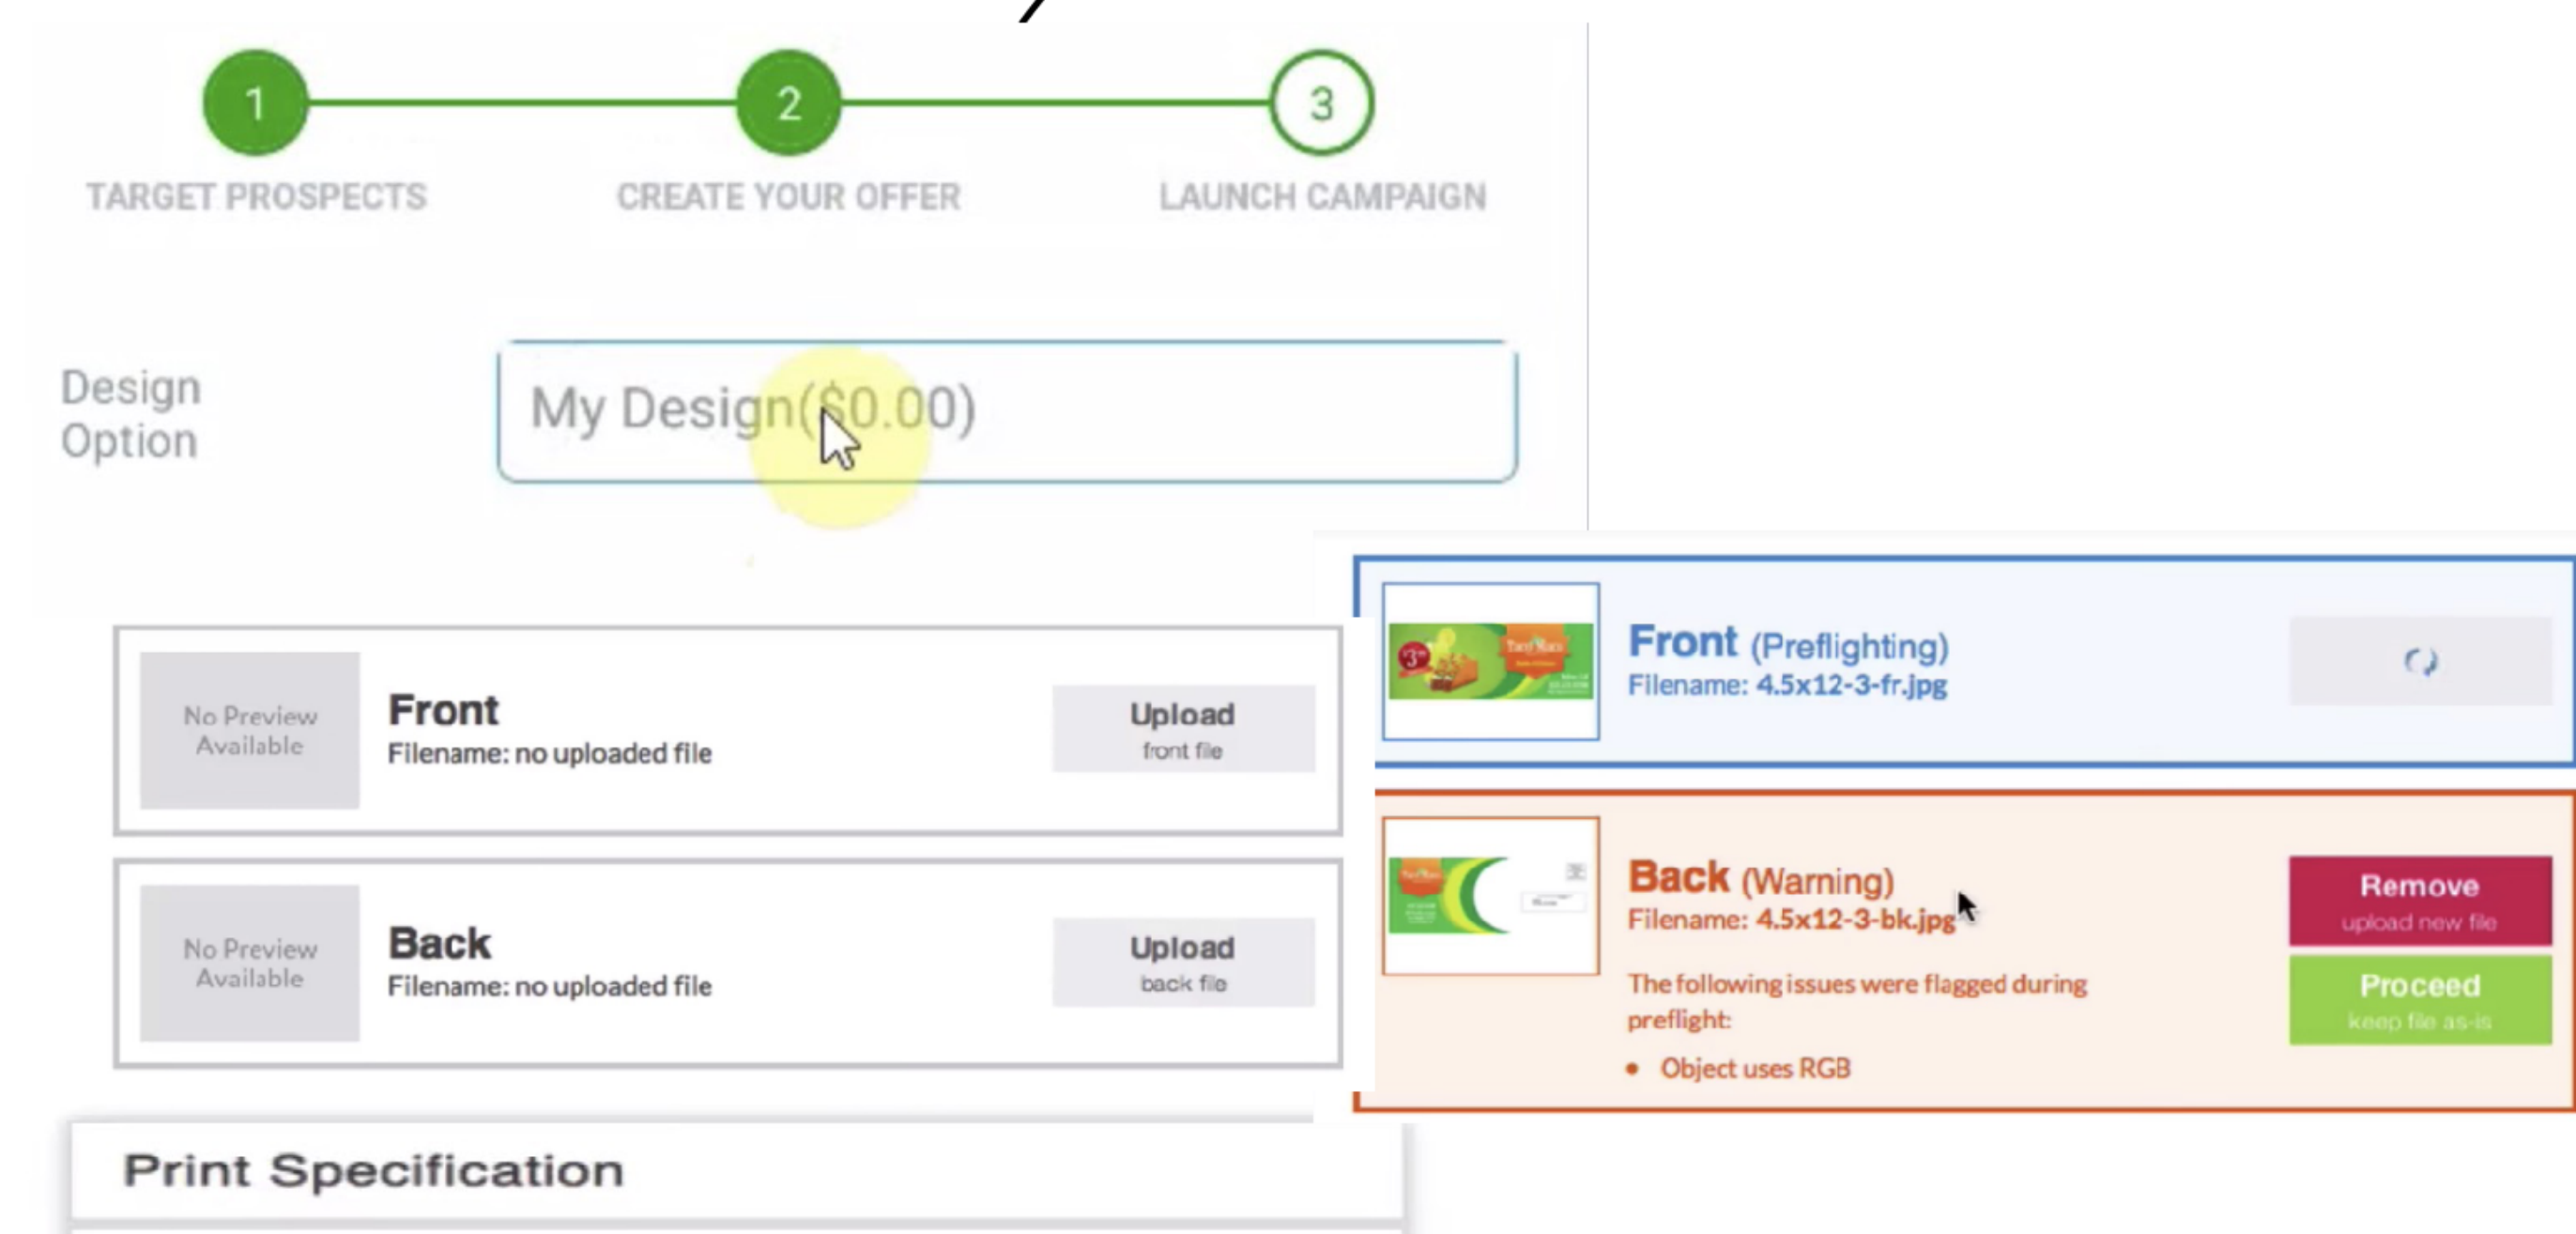 1
2
3
TARGET PROSPECTS
CREATE YOUR OFFER
LAUNCH CAMPAIGN
Design
Option
My Design($0.00)
No Preview
Available
Front
Filename: no uploaded file
Upload
front file
No Preview
Available
Back
Filename: no uploaded file
Upload
back file
Front (Preflighting)
Filename: 4.5x12-3-fr.jpg
Back (Warning)
Filename: 4.5x12-3-bk.jpg
The following issues were flagged during
preflight:
• Object uses RGB
Remove
upload new file
Proceed
keep file as-is
Print Specification